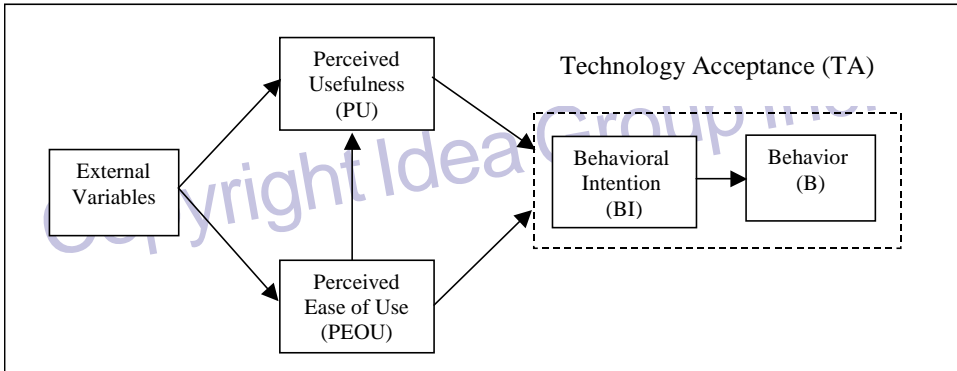 Perceived
Usefulness
(PU)
Technology Acceptance (TA)
External
Variables
Behavioral
Intention
(BI)
Behavior
(B)
Perceived
Ease of Use
(PEOU)
Copyright Idea Group Inc.